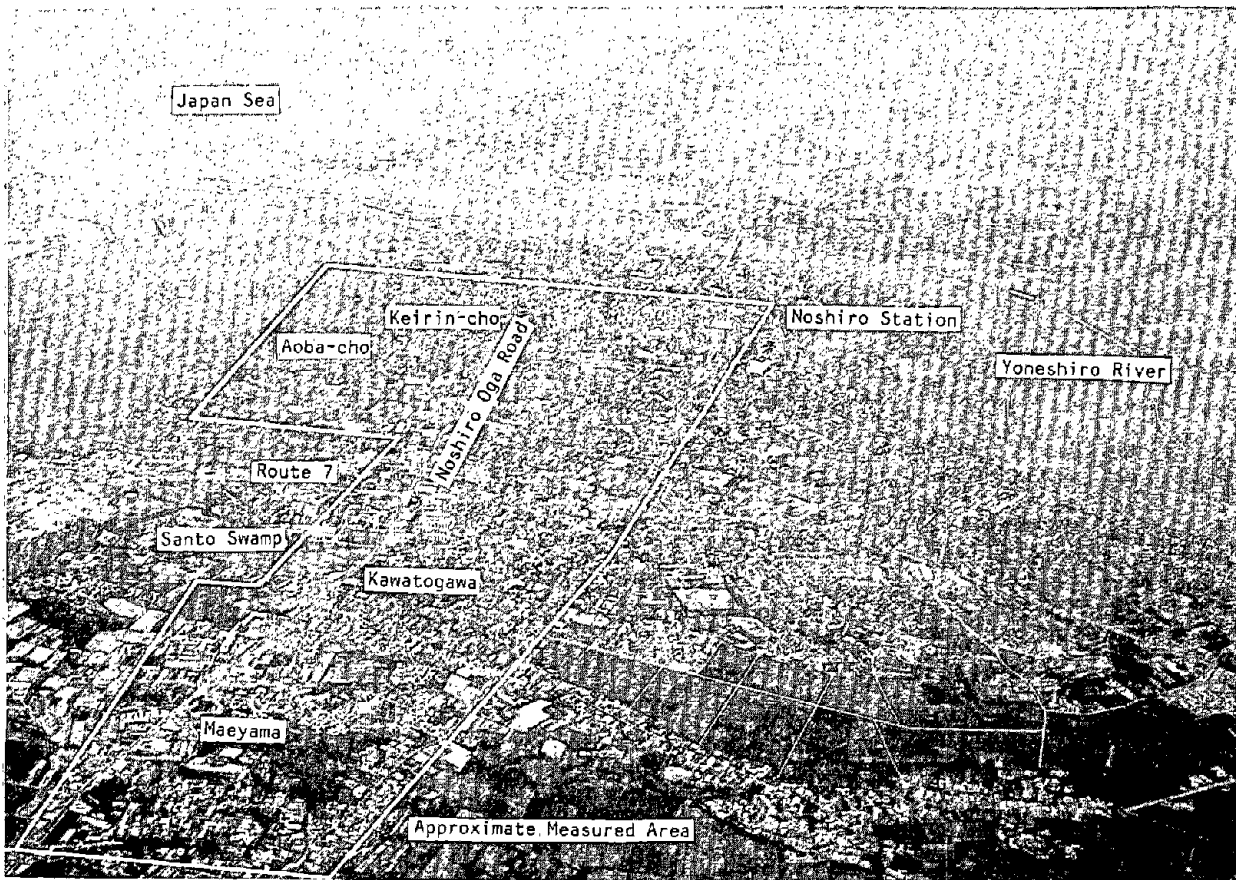 Japan Sea
Keirin-cho
Noshiro Station
Aoba-cho
Noshiro Oga Road
Yoneshiro River
Route 7
Santo Swamp
Kawatogawa
Maeyama
Approximate Measured Area